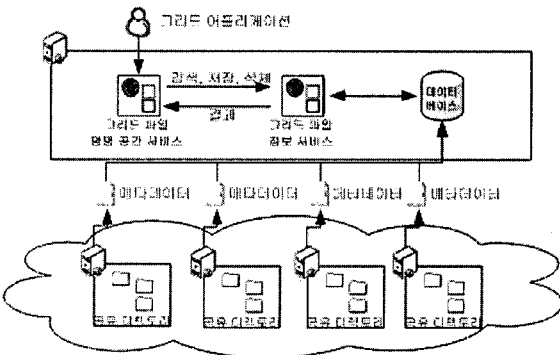 그리드 어플리케이션
검색, 저장, 삭제
결과
그리드 파일
명명 공간 서비스
그리드 파일
정보 서비스
데이터
베이스
메타데이터
메타데이터
메타데이터
메타데이터
공유 디렉토리
공유 디렉토리
공유 디렉토리
공유 디렉토리